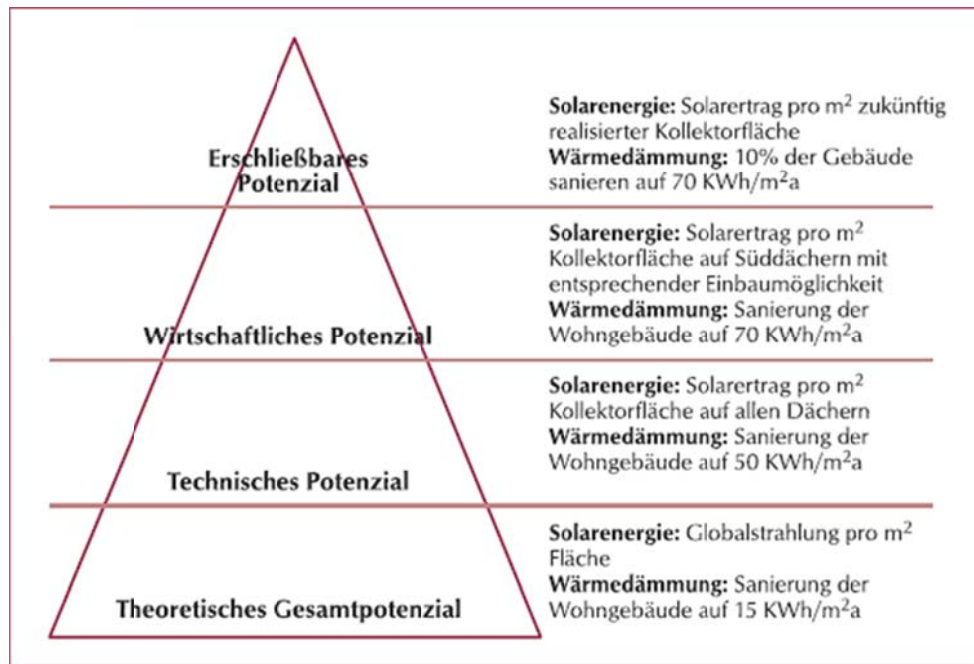 Erschließbares
Potenzial
Solarenergie: Solarertrag pro m² zukünftig
realisierter Kollektorfläche
Wärmedämmung: 10% der Gebäude
sanieren auf 70 KWh/m²a
Wirtschaftliches Potenzial
Solarenergie: Solarertrag pro m²
Kollektorfläche auf Süddächern mit
entsprechender Einbaumöglichkeit
Wärmedämmung: Sanierung der
Wohngebäude auf 70 KWh/m²a
Technisches Potenzial
Solarenergie: Solarertrag pro m²
Kollektorfläche auf allen Dächern
Wärmedämmung: Sanierung der
Wohngebäude auf 50 KWh/m²a
Theoretisches Gesamtpotenzial
Solarenergie: Globalstrahlung pro m²
Fläche
Wärmedämmung: Sanierung der
Wohngebäude auf 15 KWh/m²a